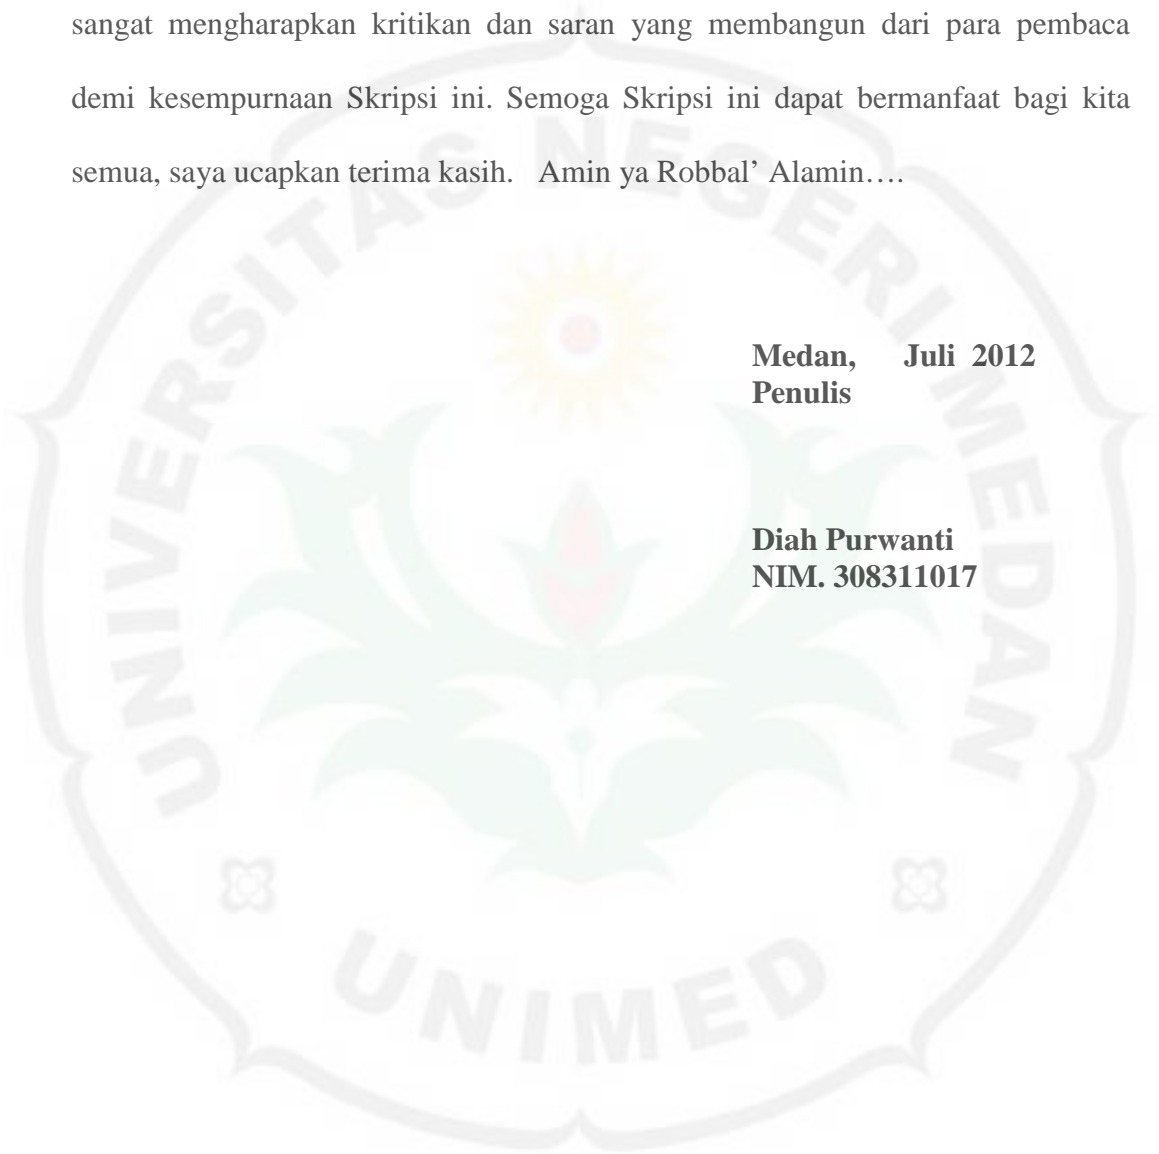 sangat mengharapkan kritikan dan saran yang membangun dari para pembaca
demi kesempurnaan Skripsi ini. Semoga Skripsi ini dapat bermanfaat bagi kita
semua, saya ucapkan terima kasih.   Amin ya Robbal’ Alamin….
Medan,      Juli  2012
Penulis
Diah Purwanti
NIM. 308311017
UNIVERSITAS NEGERI MEDAN
UNIMED